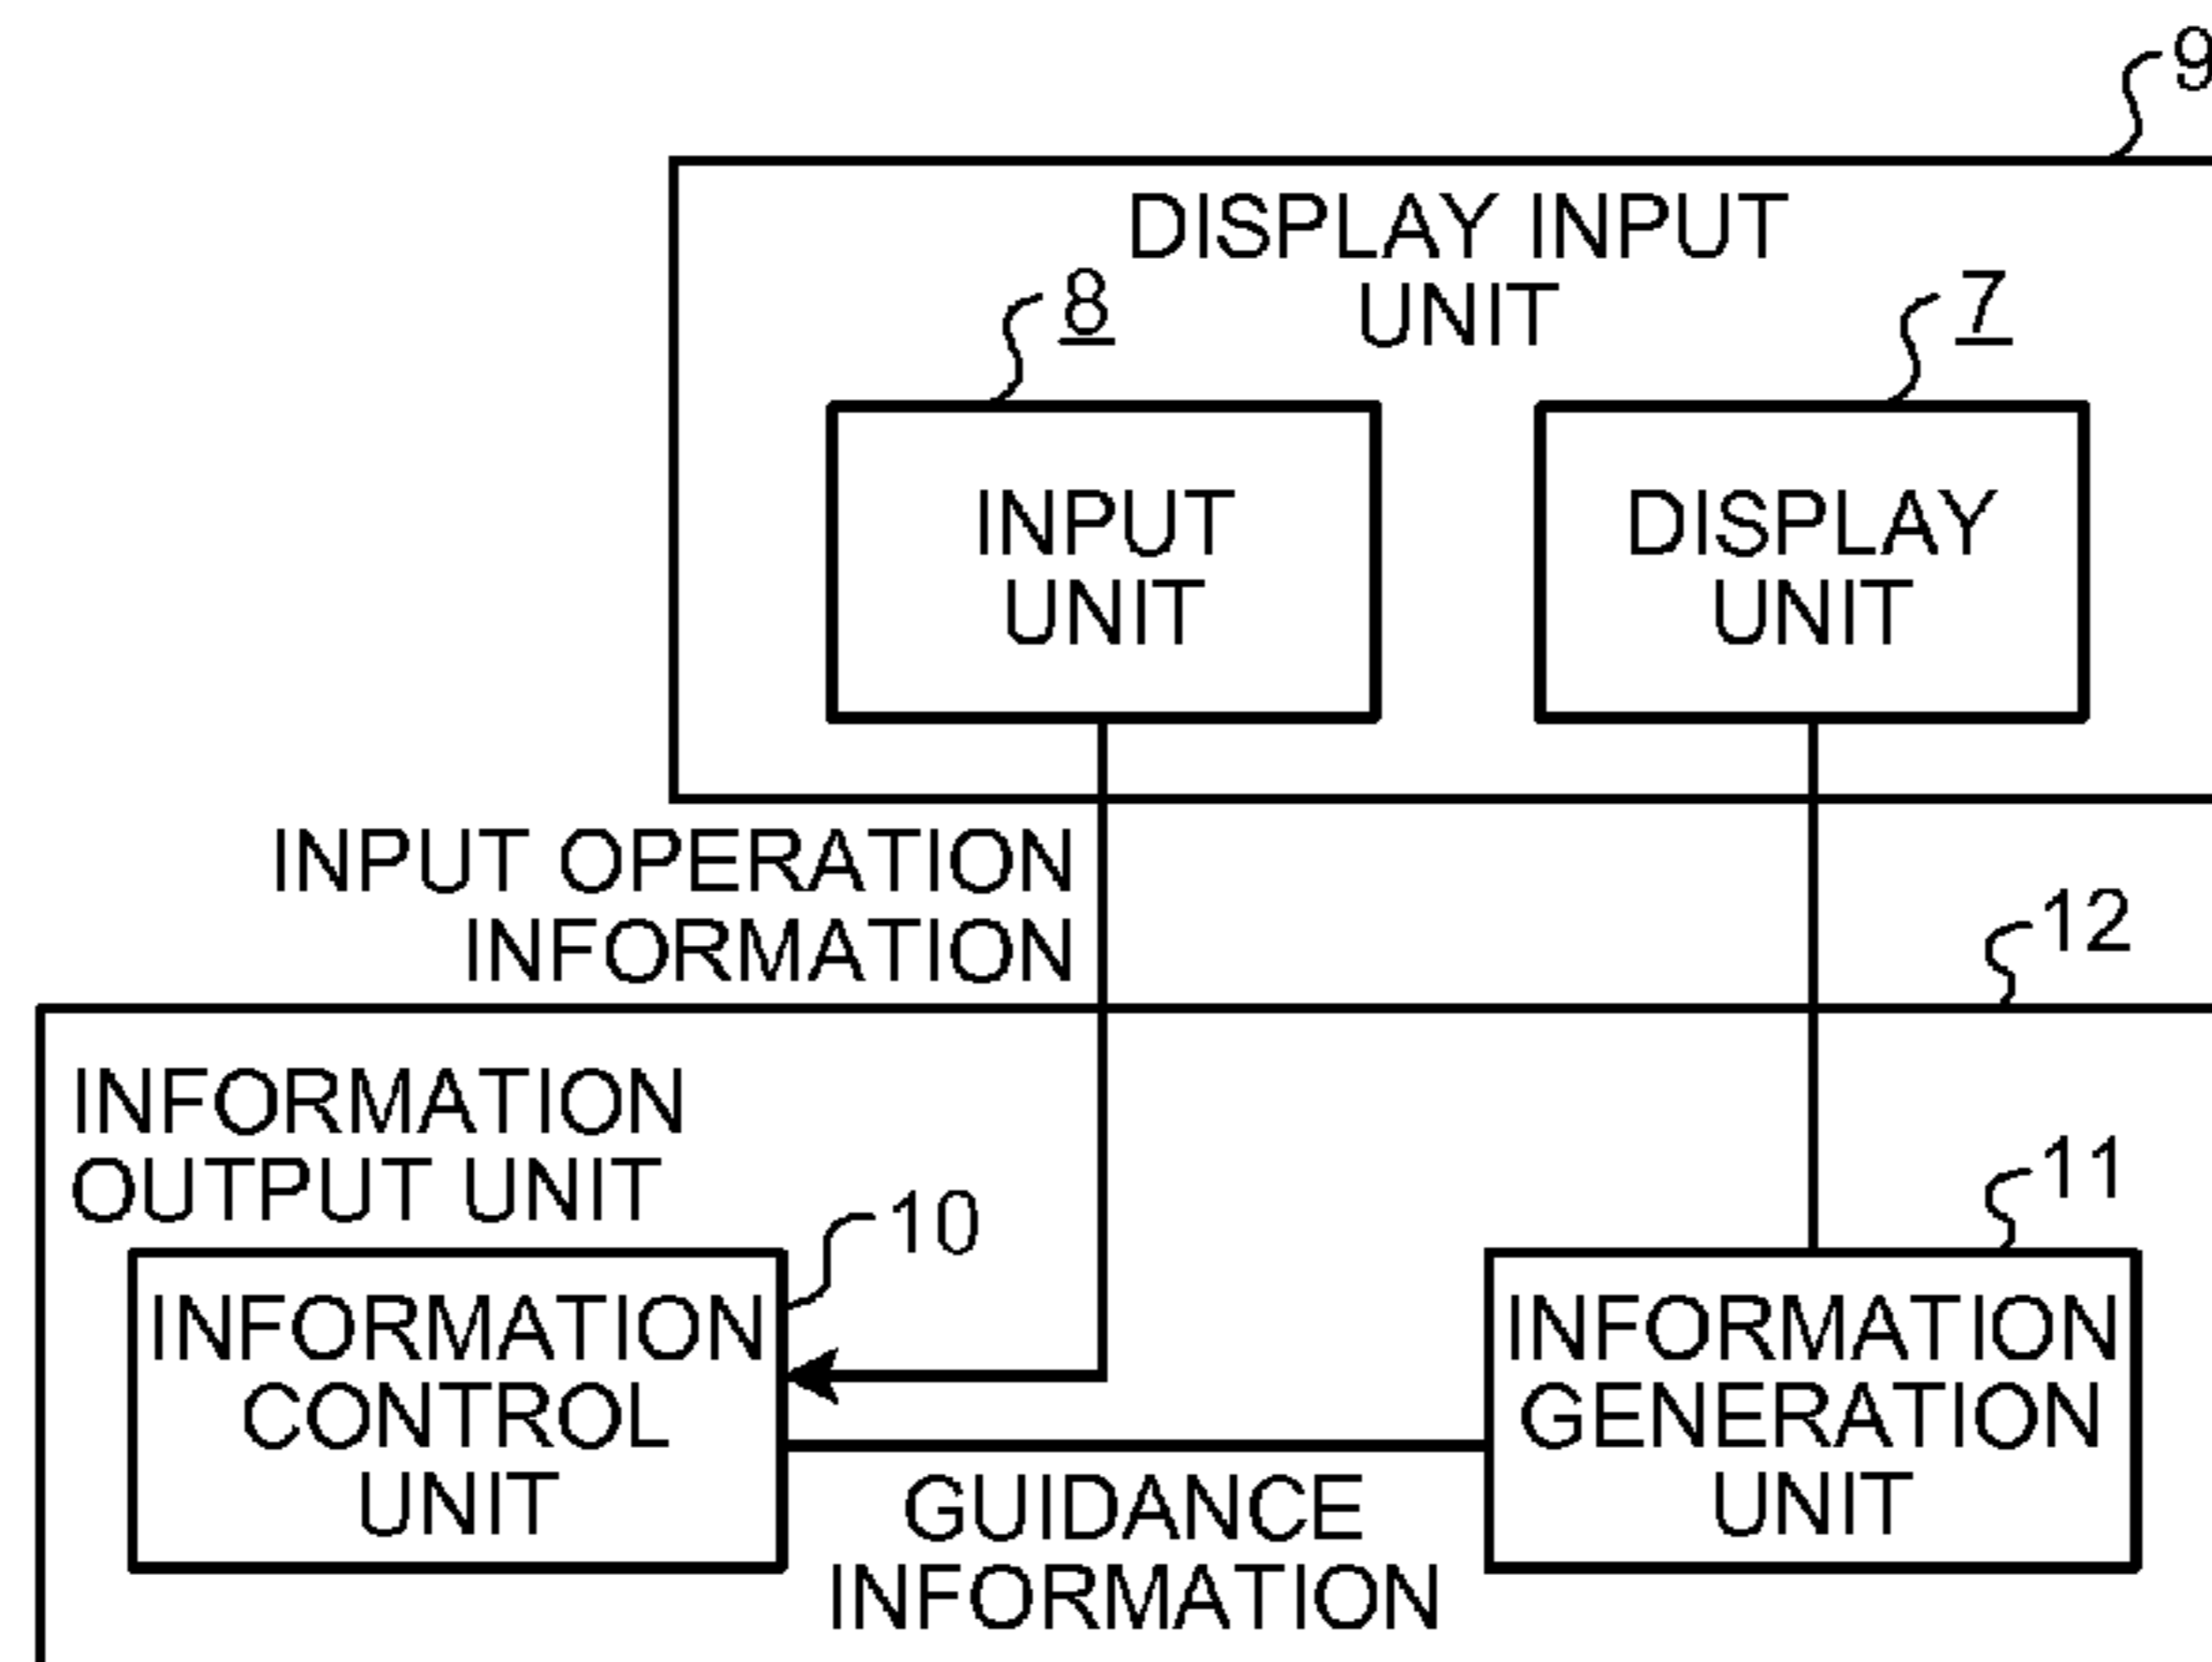 9
DISPLAY INPUT
UNIT
8
7
INPUT
UNIT
DISPLAY
UNIT
INPUT OPERATION
INFORMATION
12
INFORMATION
OUTPUT UNIT
10
11
INFORMATION
CONTROL
UNIT
INFORMATION
GENERATION
UNIT
GUIDANCE
INFORMATION